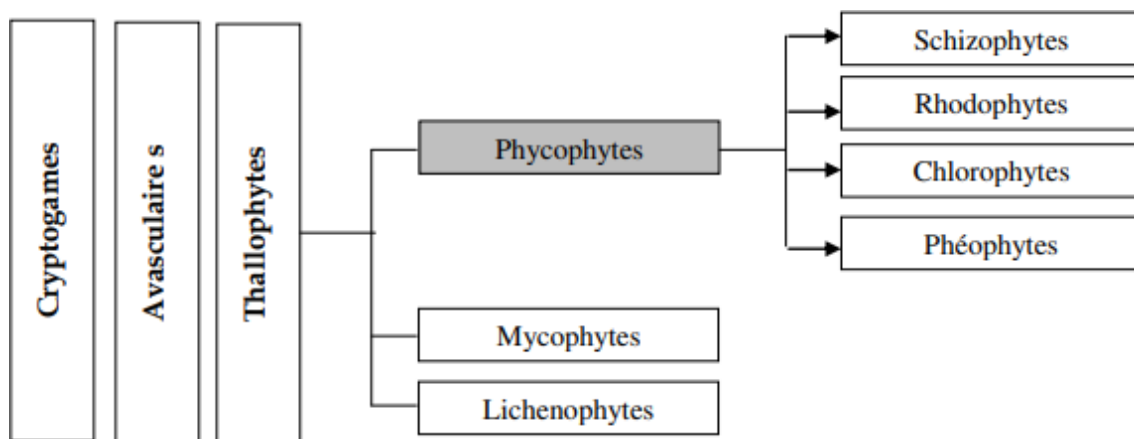 Cryptogames
Avasculaire s
Thallophytes
Phycophytes
Mycophytes
Lichenophytes
Schizophytes
Rhodophytes
Chlorophytes
Phéophytes